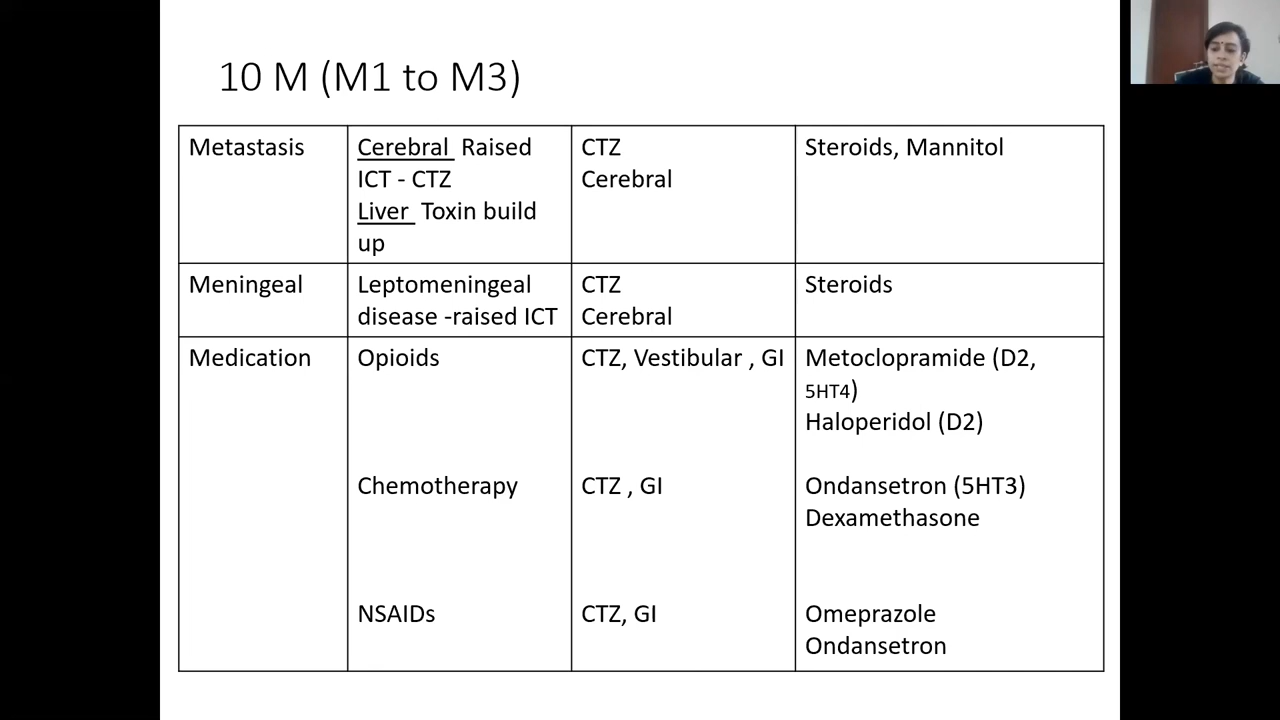 10 M (M1 to M3)
Metastasis
Cerebral Raised
ICT - CTZ
Liver Toxin build
up
CTZ
Cerebral
Steroids, Mannitol
Meningeal
Leptomeningeal
disease -raised ICT
CTZ
Cerebral
Steroids
Medication
Opioids
CTZ, Vestibular , GI
Metoclopramide (D2,
5HT4)
Haloperidol (D2)
Chemotherapy
CTZ , GI
Ondansetron (5HT3)
Dexamethasone
NSAIDs
CTZ, GI
Omeprazole
Ondansetron